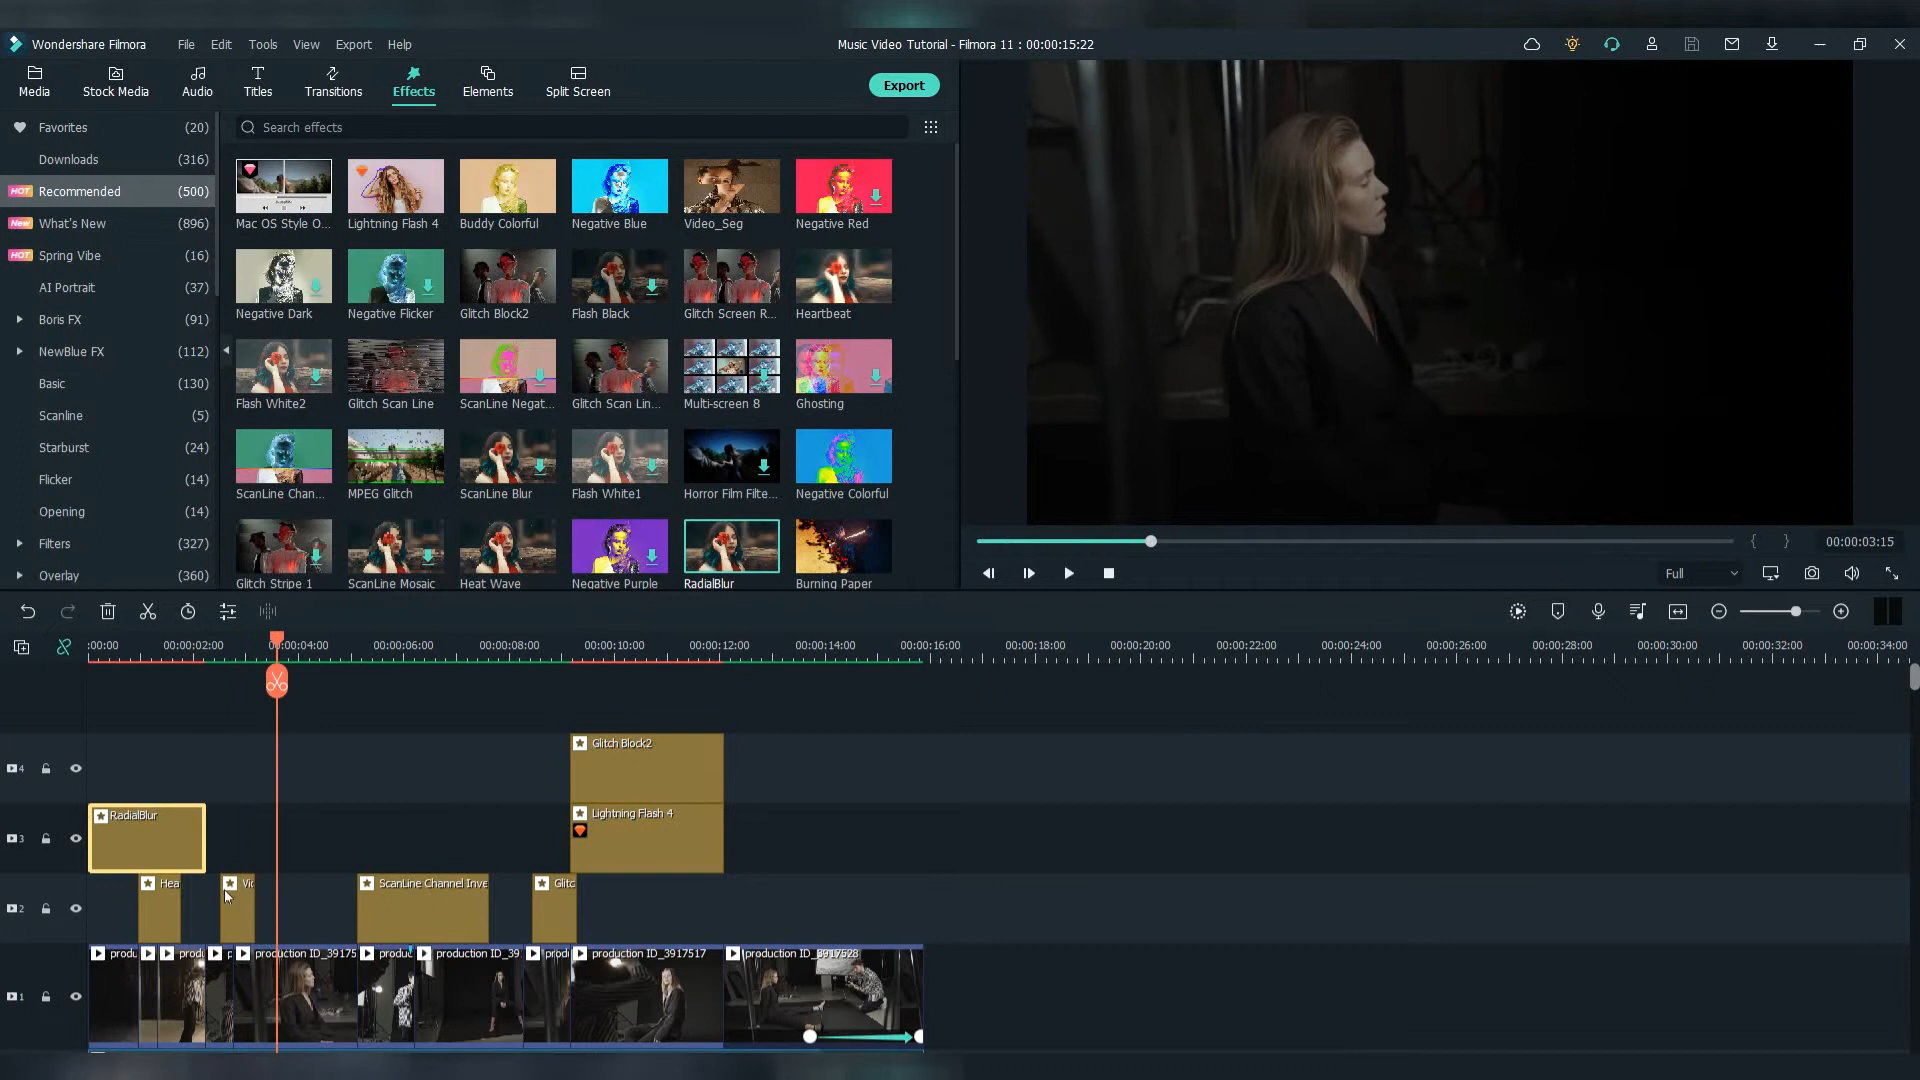 Wondershare Filmora File Edit Tools View Export Help Music Video Tutorial - Filmora 11 : 00:00:15:22
Media Stock Media Audio Titles Transitions Effects Elements Split Screen Export
Favorites (20) Search effects
Downloads (316)
HOT Recommended (500)
New What's New (896)
HOT Spring Vibe (16)
AI Portrait (37)
Boris FX (91)
NewBlue FX (112)
Basic (130)
Scanline (5)
Starburst (24)
Flicker (14)
Opening (14)
Filters (327)
Overlay (360)
Mac OS Style O... Lightning Flash 4 Buddy Colorful Negative Blue Video_Seg Negative Red
Negative Dark Negative Flicker Glitch Block2 Flash Black Glitch Screen R... Heartbeat
Flash White2 Glitch Scan Line ScanLine Negat... Glitch Scan Lin... Multi-screen 8 Ghosting
ScanLine Chan... MPEG Glitch ScanLine Blur Flash White1 Horror Film Filte... Negative Colorful
Glitch Stripe 1 ScanLine Mosaic Heat Wave Negative Purple RadialBlur Burning Paper
{ } 00:00:03:15
Full
:00:00 00:00:02:00 00:00:04:00 00:00:06:00 00:00:08:00 00:00:10:00 00:00:12:00 00:00:14:00 00:00:16:00 00:00:18:00 00:00:20:00 00:00:22:00 00:00:24:00 00:00:26:00 00:00:28:00 00:00:30:00 00:00:32:00 00:00:34:00
Glitch Block2
4
RadialBlur Lightning Flash 4
3
Hea Vic ScanLine Channel Inve Glitc
2
produ prod p production ID_39175 produc production ID_39 prod production ID_3917517 production ID_3917528
1